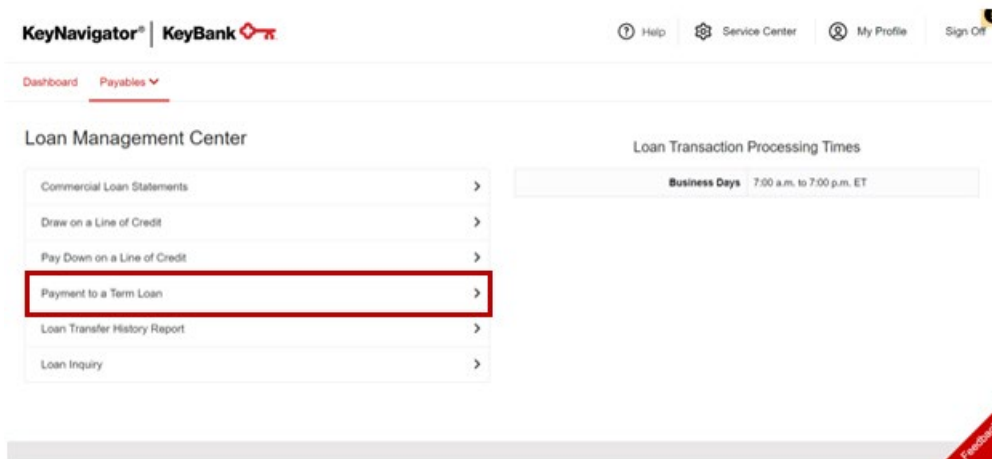 KeyNavigator® | KeyBank
Help
Service Center
My Profile
Sign Off
Dashboard
Payables
Loan Management Center
Commercial Loan Statements
Draw on a Line of Credit
Pay Down on a Line of Credit
Payment to a Term Loan
Loan Transfer History Report
Loan Inquiry
Loan Transaction Processing Times
Business Days 7:00 a.m. to 7:00 p.m. ET
Feedback